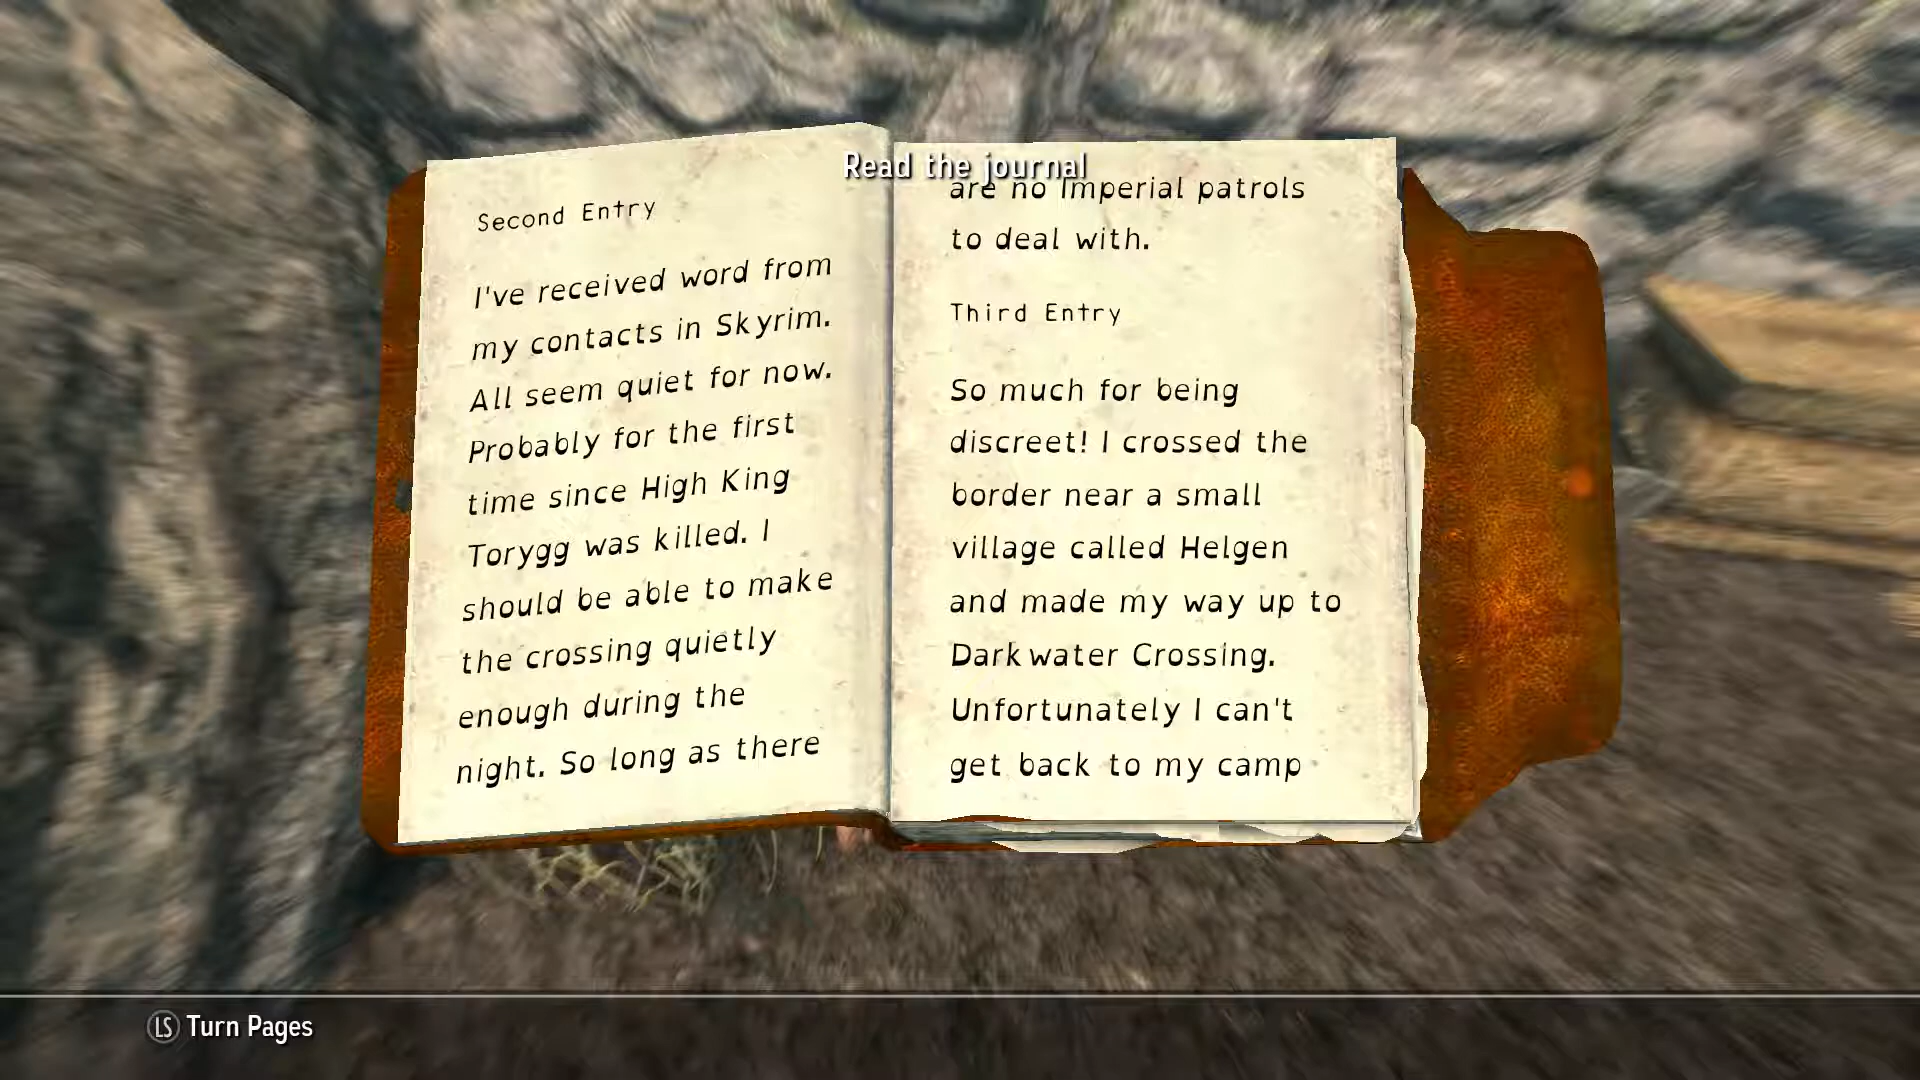 Read the journal
Second Entry
I've received word from
my contacts in Skyrim.
All seem quiet for now.
Probably for the first
time since High King
Torygg was killed. I
should be able to make
the crossing quietly
enough during the
night. So long as there
are no Imperial patrols
to deal with.
Third Entry
So much for being
discreet! I crossed the
border near a small
village called Helgen
and made my way up to
Darkwater Crossing.
Unfortunately I can't
get back to my camp
LS Turn Pages